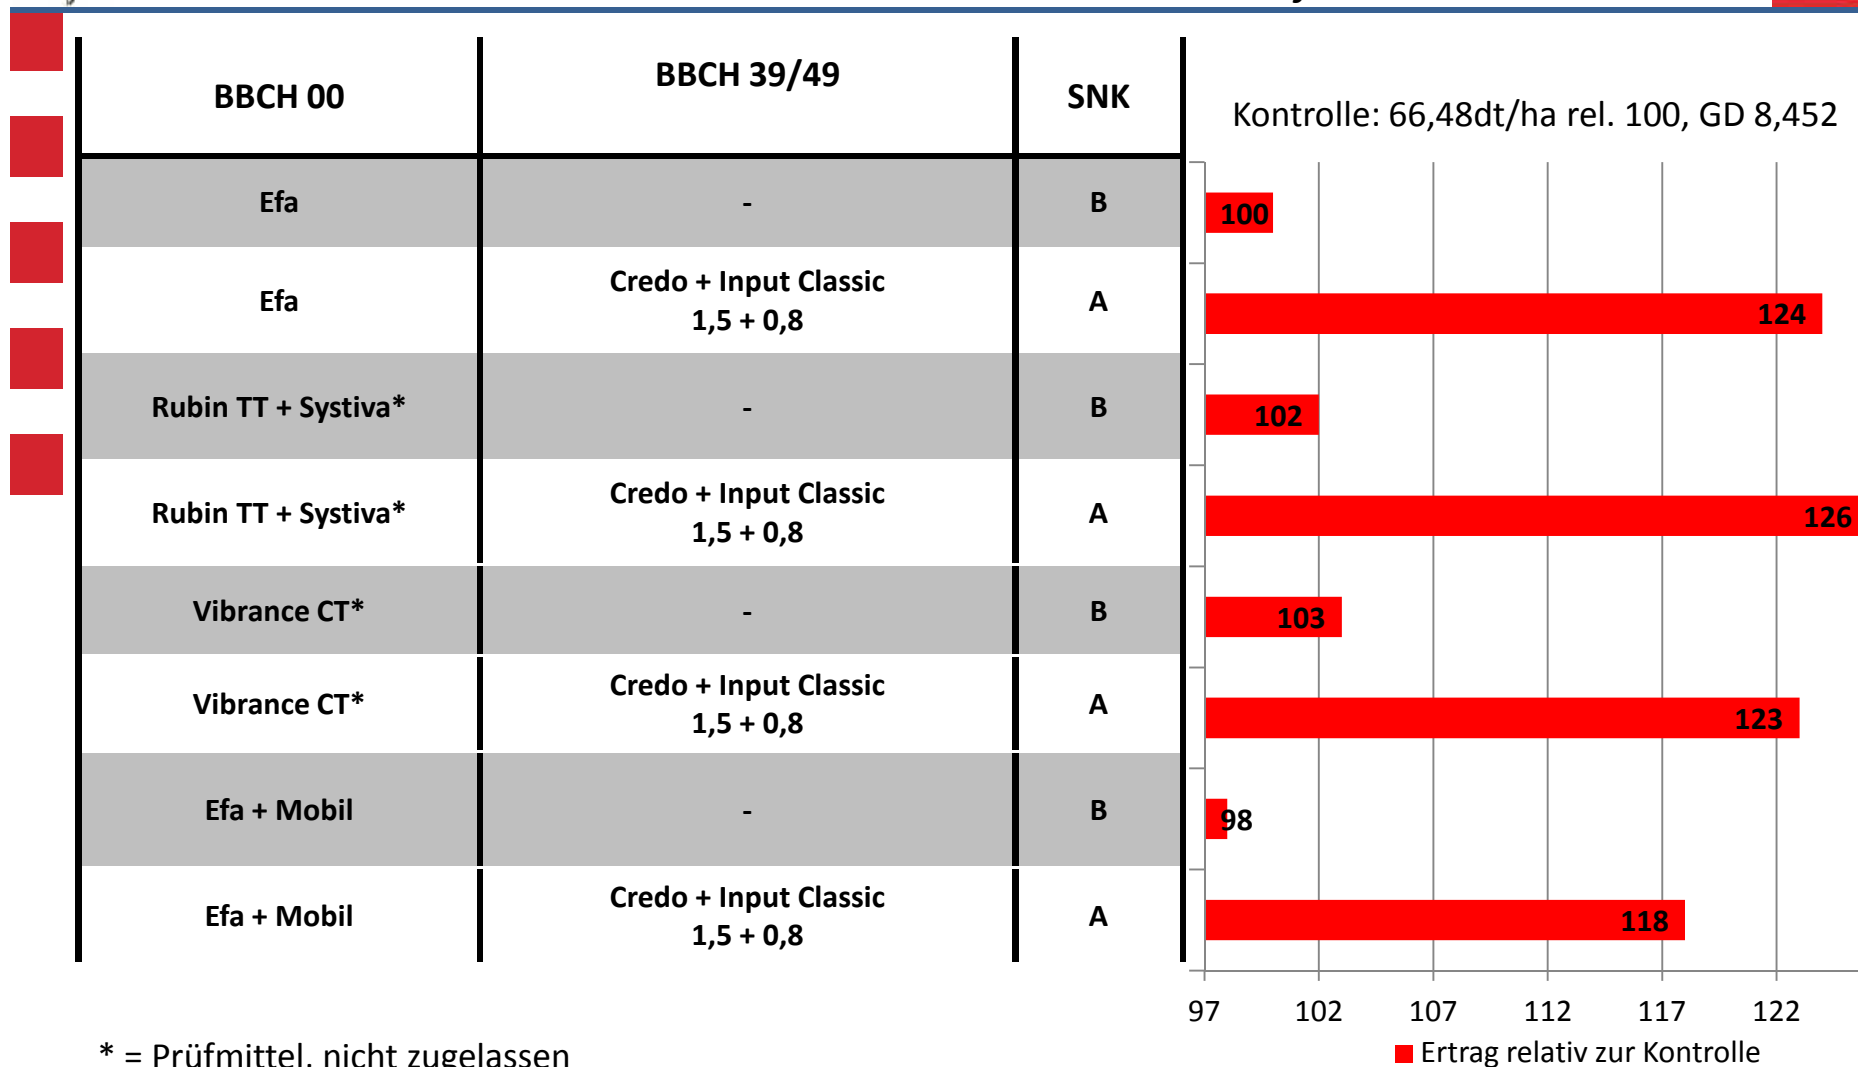 BBCH 00
BBCH 39/49
SNK
Kontrolle: 66,48dt/ha rel. 100, GD 8,452
Efa
-
B
100
Efa
Credo + Input Classic
1,5 + 0,8
A
124
Rubin TT + Systiva*
-
B
102
Rubin TT + Systiva*
Credo + Input Classic
1,5 + 0,8
A
126
Vibrance CT*
-
B
103
Vibrance CT*
Credo + Input Classic
1,5 + 0,8
A
123
Efa + Mobil
-
B
98
Efa + Mobil
Credo + Input Classic
1,5 + 0,8
A
118
97 102 107 112 117 122
Ertrag relativ zur Kontrolle
* = Prüfmittel, nicht zugelassen